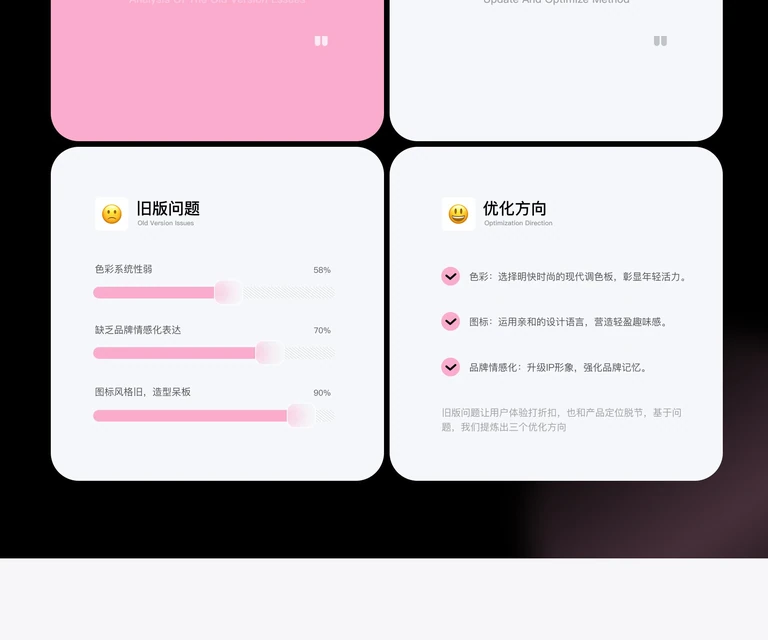 Analysis Of The Old Version Issues
Update And Optimize Method
旧版问题
Old Version Issues
色彩系统性弱
58%
缺乏品牌情感化表达
70%
图标风格旧，造型呆板
90%
优化方向
Optimization Direction
色彩：选择明快时尚的现代调色板，彰显年轻活力。
图标：运用亲和的设计语言，营造轻盈趣味感。
品牌情感化：升级IP形象，强化品牌记忆。
旧版问题让用户体验打折扣，也和产品定位脱节，基于问
题，我们提炼出三个优化方向